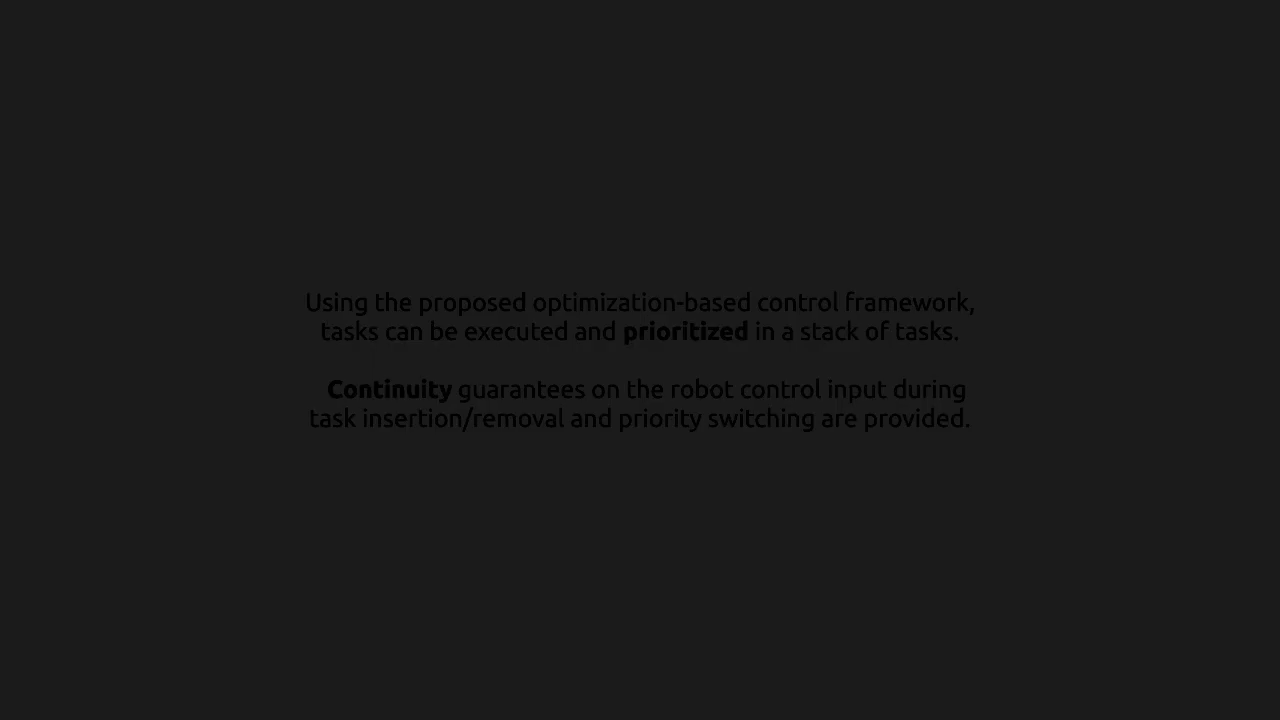 Using the proposed optimization-based control framework,
tasks can be executed and prioritized in a stack of tasks.
Continuity guarantees on the robot control input during
task insertion/removal and priority switching are provided.